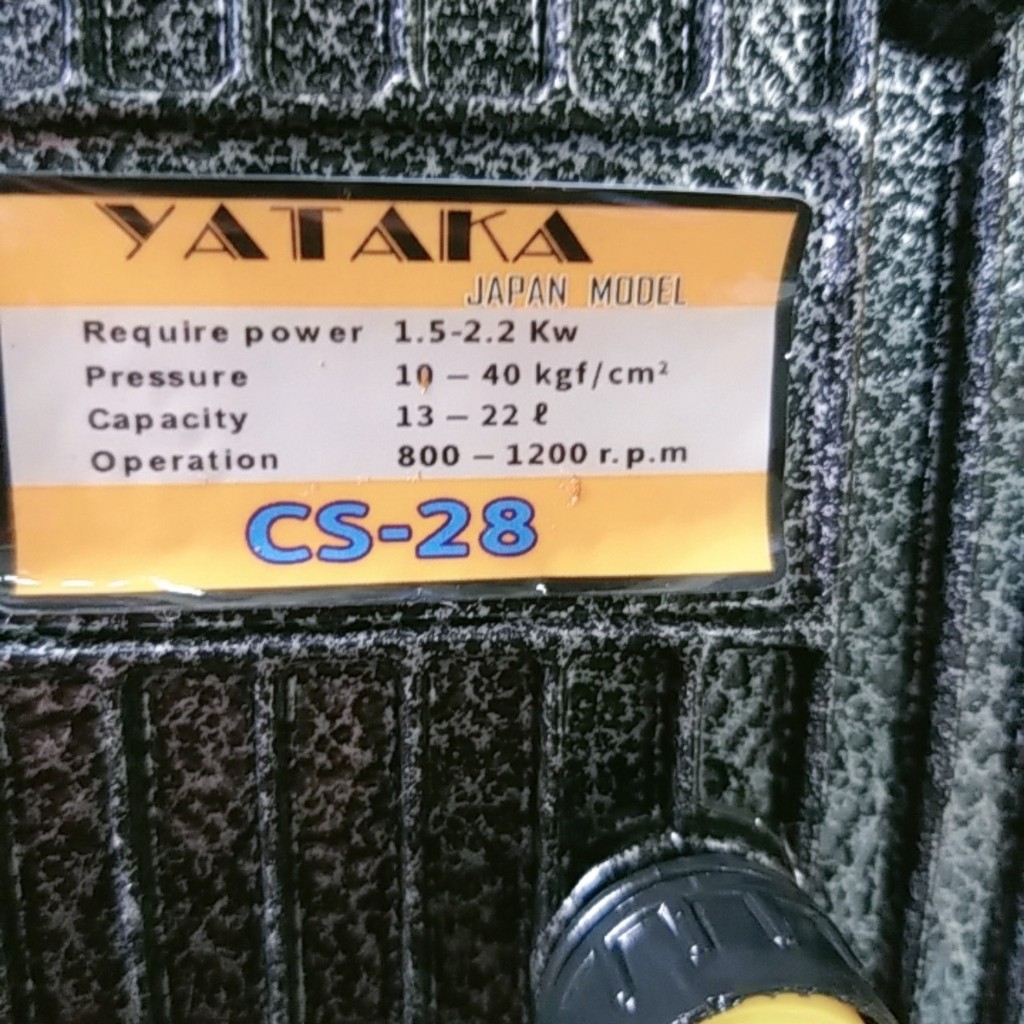 YATAKA
JAPAN MODEL
Require power 1.5-2.2 Kw
Pressure 10 – 40 kgf/cm²
Capacity 13 – 22 ℓ
Operation 800 – 1200 r.p.m
CS-28